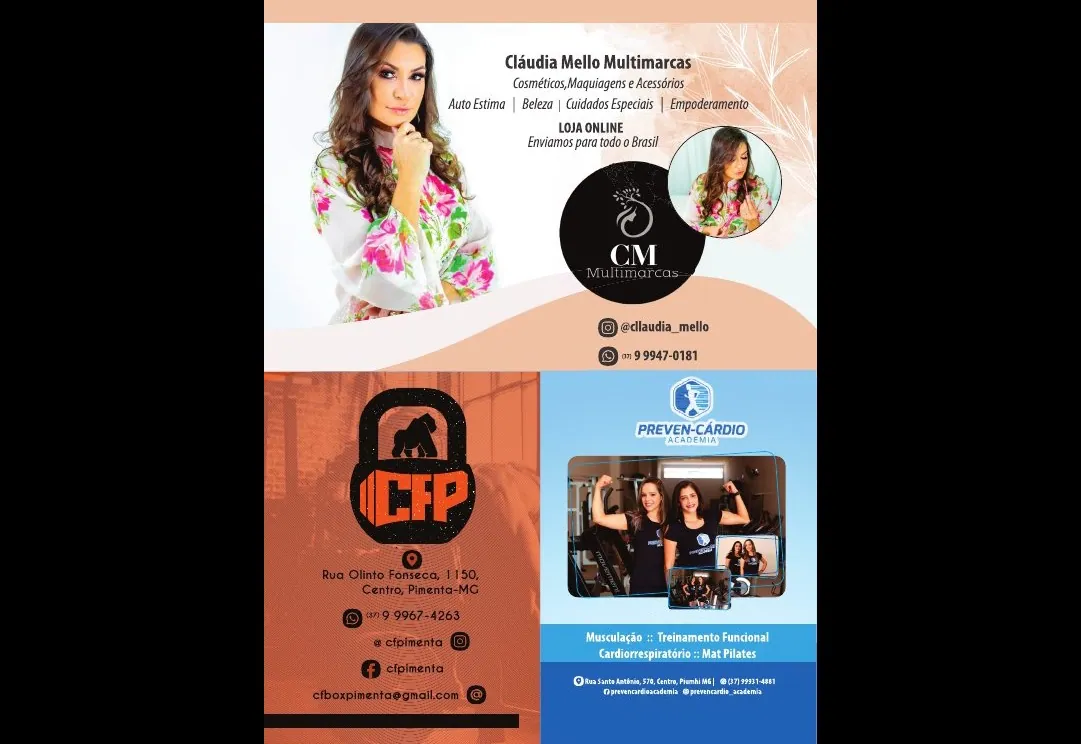 Cláudia Mello Multimarcas
Cosméticos,Maquiagens e Acessórios
Auto Estima | Beleza | Cuidados Especiais | Empoderamento
LOJA ONLINE
Enviamos para todo o Brasil
CM
Multimarcas
@cllaudia_mello
(37) 9 9947-0181
CFP
Rua Olinto Fonseca, 1150,
Centro, Pimenta-MG
(37) 9 9967-4263
@ cfpimenta
cfpimenta
cfboxpimenta@gmail.com
PREVEN-CÁRDIO
ACADEMIA
Musculação :: Treinamento Funcional
Cardiorrespiratório :: Mat Pilates
Rua Santo Antônio, 570, Centro, Piumhi MG | (37) 99931-4881
prevencardioacademia prevencardio_academia